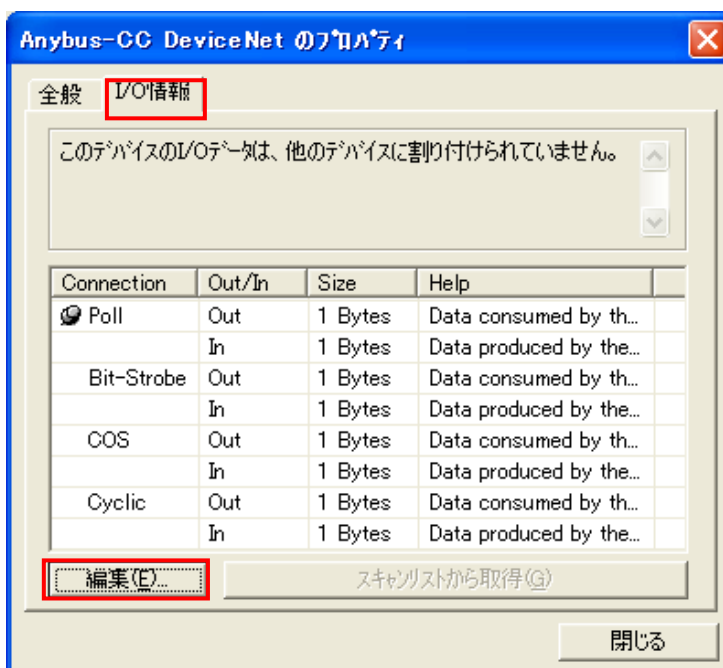 Anybus-CC DeviceNet のﾌﾟﾛﾊﾟﾃｨ
全般 I/O情報
このﾃﾞﾊﾞｲｽのI/Oﾃﾞｰﾀは、他のﾃﾞﾊﾞｲｽに割り付けられていません。
Connection Out/In Size Help
Poll Out 1 Bytes Data consumed by th...
In 1 Bytes Data produced by the...
Bit-Strobe Out 1 Bytes Data consumed by th...
In 1 Bytes Data produced by the...
COS Out 1 Bytes Data consumed by th...
In 1 Bytes Data produced by the...
Cyclic Out 1 Bytes Data consumed by th...
In 1 Bytes Data produced by the...
編集(E)... ｽｷｬﾝﾘｽﾄから取得(G)
閉じる